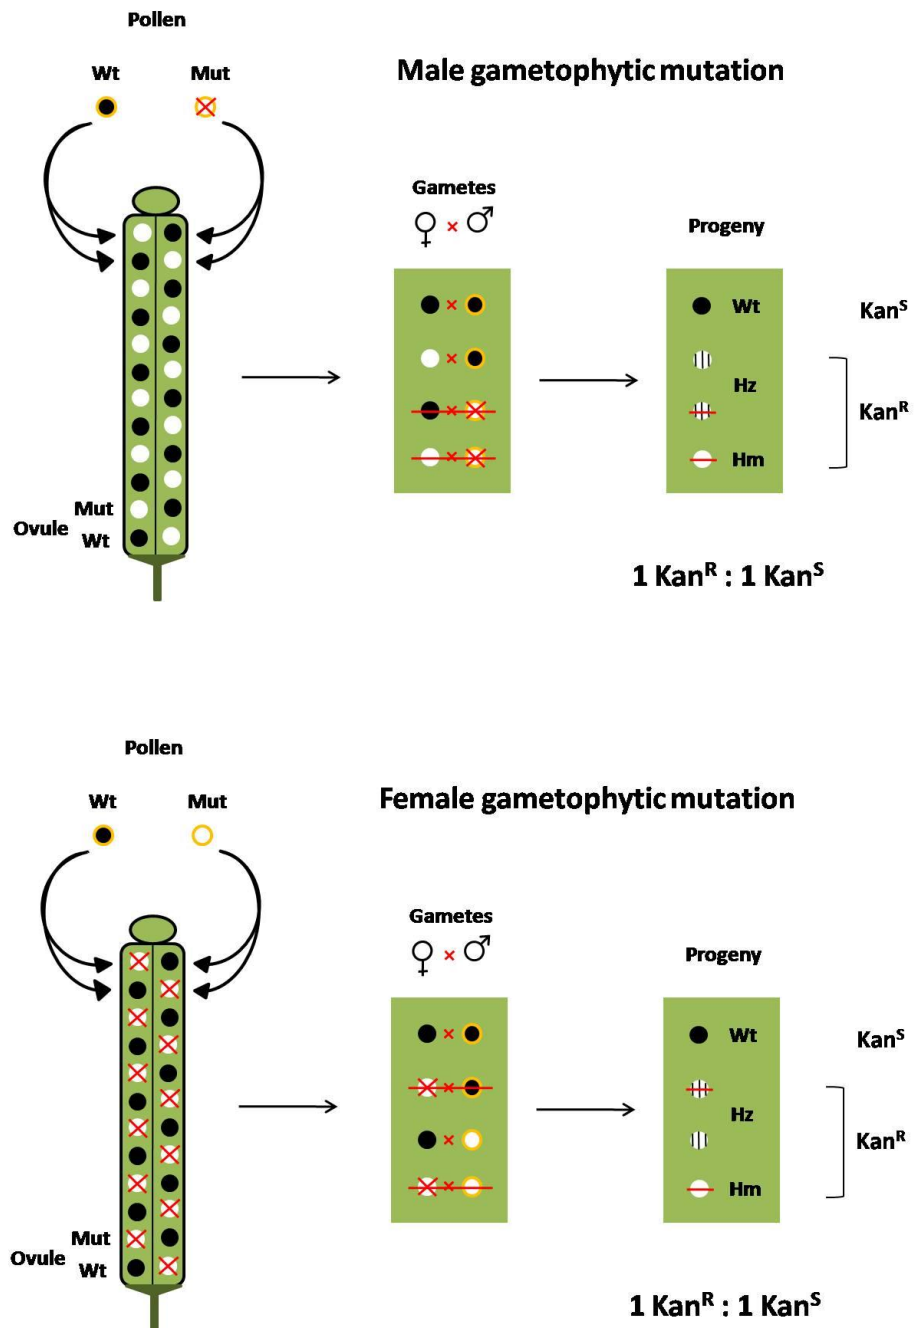 Pollen
Wt Mut
Male gametophytic mutation
Gametes
♀ × ♂
Progeny
Wt
Kan^S
Hz
Kan^R
Hm
Mut
Ovule
Wt
1 Kan^R : 1 Kan^S
Pollen
Wt Mut
Female gametophytic mutation
Gametes
♀ × ♂
Progeny
Wt
Kan^S
Hz
Kan^R
Hm
Mut
Ovule
Wt
1 Kan^R : 1 Kan^S